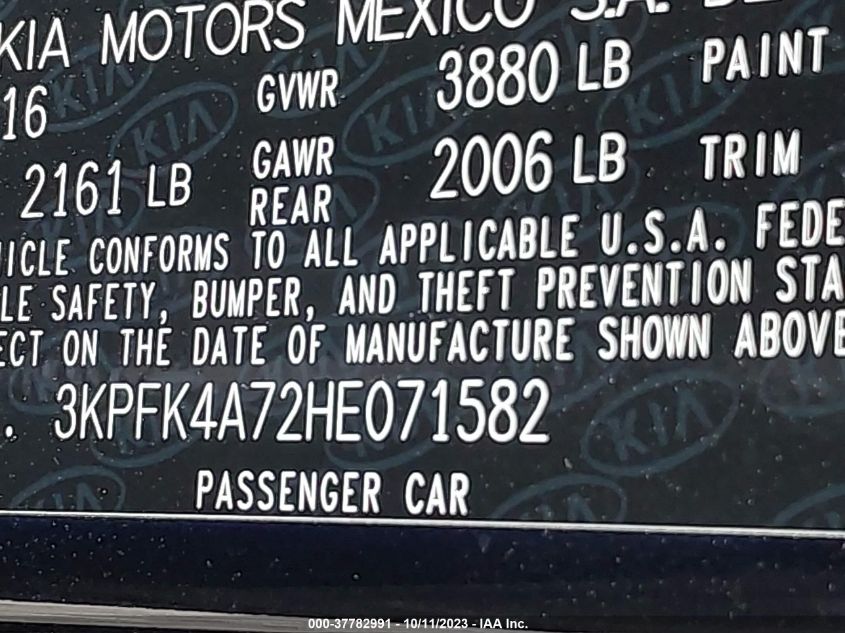 KIA MOTORS MEXICO S.A. DE
16 GVWR 3880 LB PAINT
2161 LB GAWR REAR 2006 LB TRIM
ICLE CONFORMS TO ALL APPLICABLE U.S.A. FEDE
LE SAFETY, BUMPER, AND THEFT PREVENTION STA
ECT ON THE DATE OF MANUFACTURE SHOWN ABOVE
. 3KPFK4A72HE071582
PASSENGER CAR
000-37782991 - 10/11/2023 - IAA Inc.